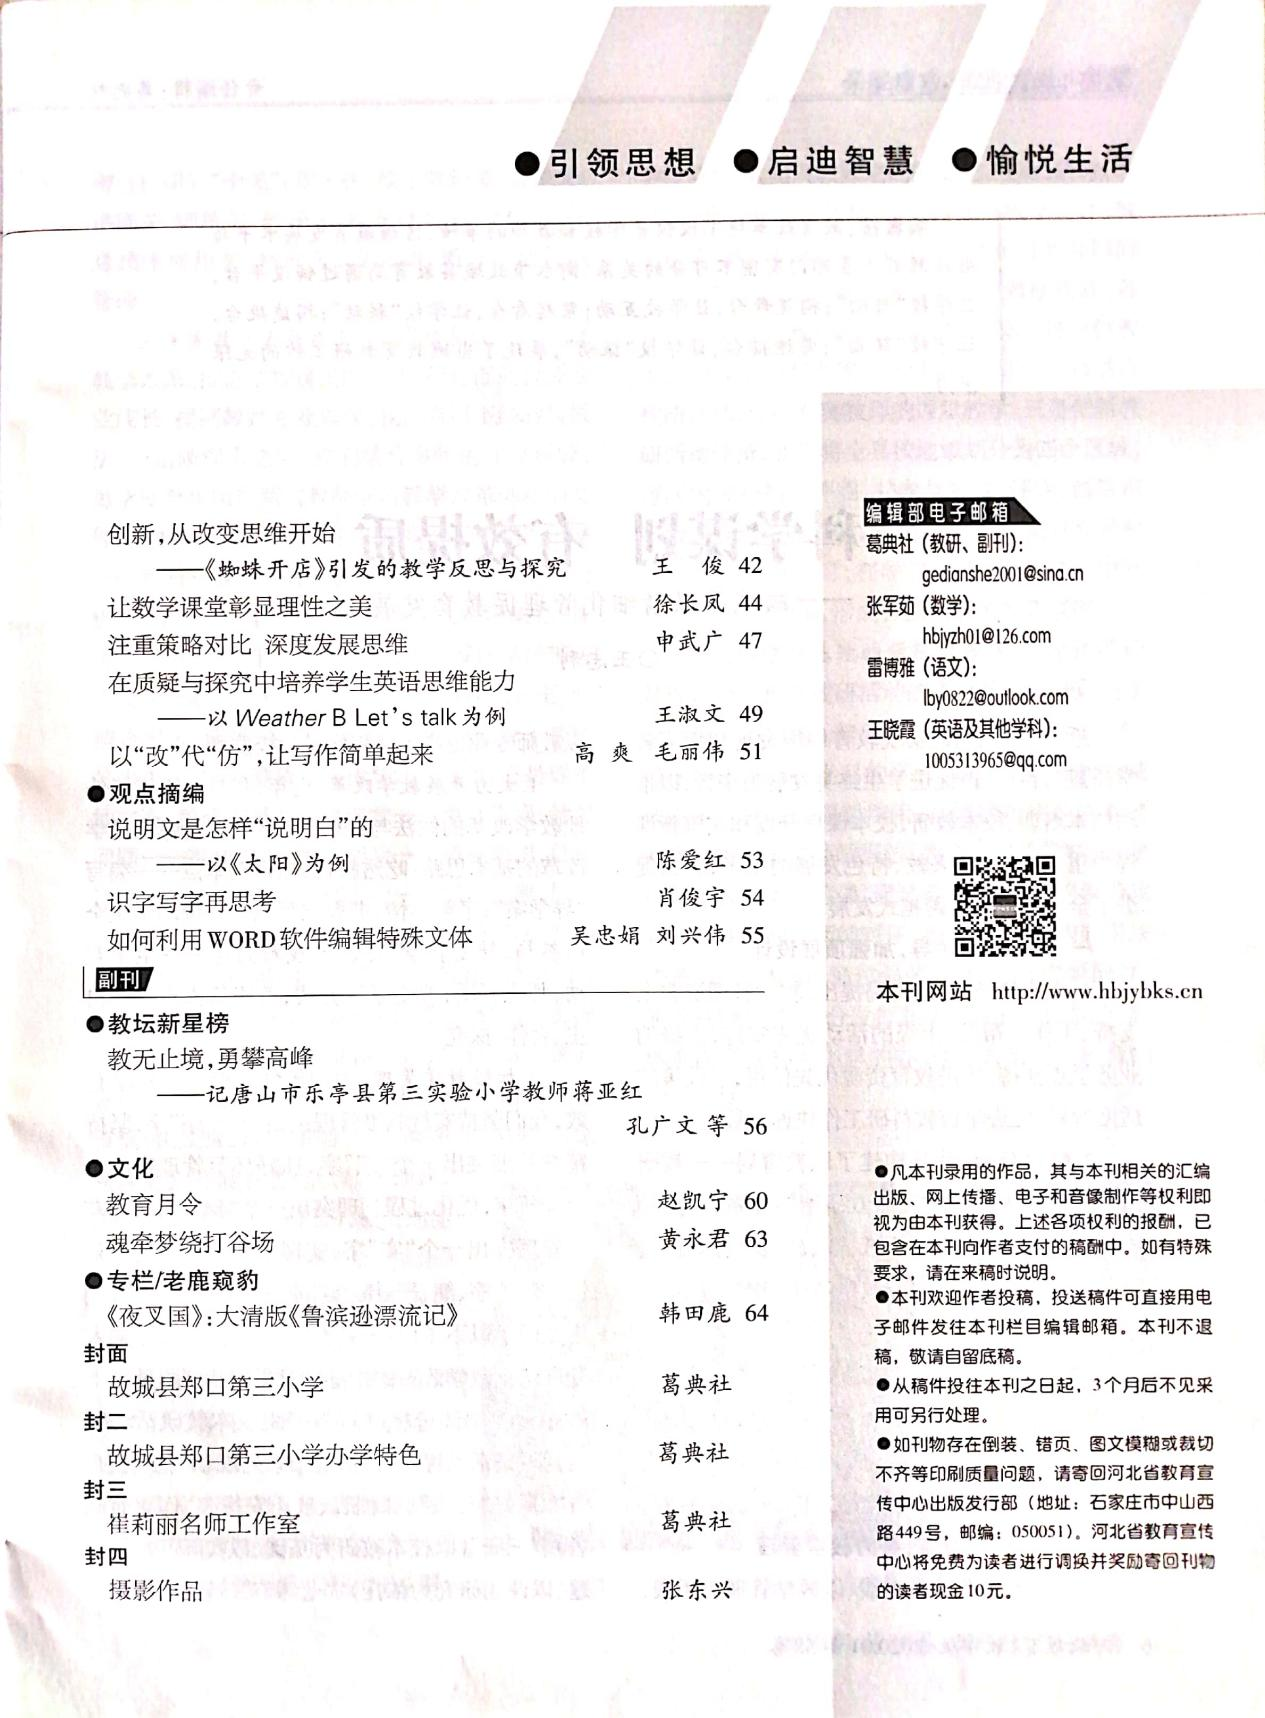 ●引领思想 ●启迪智慧 ●愉悦生活
创新,从改变思维开始
——《蜘蛛开店》引发的教学反思与探究 王 俊 42
让数学课堂彰显理性之美 徐长凤 44
注重策略对比 深度发展思维 申武广 47
在质疑与探究中培养学生英语思维能力
——以 Weather B Let's talk 为例 王淑文 49
以“改”代“仿”,让写作简单起来 高 爽 毛丽伟 51
●观点摘编
说明文是怎样“说明白”的
——以《太阳》为例 陈爱红 53
识字写字再思考 肖俊宇 54
如何利用WORD软件编辑特殊文体 吴忠娟 刘兴伟 55
副刊
●教坛新星榜
教无止境,勇攀高峰
——记唐山市乐亭县第三实验小学教师蒋亚红
孔广文 等 56
●文化
教育月令 赵凯宁 60
魂牵梦绕打谷场 黄永君 63
●专栏/老鹿窥豹
《夜叉国》:大清版《鲁滨逊漂流记》 韩田鹿 64
封面
故城县郑口第三小学 葛典社
封二
故城县郑口第三小学办学特色 葛典社
封三
崔莉丽名师工作室 葛典社
封四
摄影作品 张东兴
编辑部电子邮箱
葛典社(教研、副刊):
gedianshe2001@sina.cn
张军茹(数学):
hbjyzh01@126.com
雷博雅(语文):
lby0822@outlook.com
王晓霞(英语及其他学科):
1005313965@qq.com
本刊网站 http://www.hbjybks.cn
●凡本刊录用的作品，其与本刊相关的汇编
出版、网上传播、电子和音像制作等权利即
视为由本刊获得。上述各项权利的报酬，已
包含在本刊向作者支付的稿酬中。如有特殊
要求，请在来稿时说明。
●本刊欢迎作者投稿，投送稿件可直接用电
子邮件发往本刊栏目编辑邮箱。本刊不退
稿，敬请自留底稿。
●从稿件投往本刊之日起，3个月后不见采
用可另行处理。
●如刊物存在倒装、错页、图文模糊或裁切
不齐等印刷质量问题，请寄回河北省教育宣
传中心出版发行部（地址：石家庄市中山西
路449号，邮编：050051）。河北省教育宣传
中心将免费为读者进行调换并奖励寄回刊物
的读者现金10元。